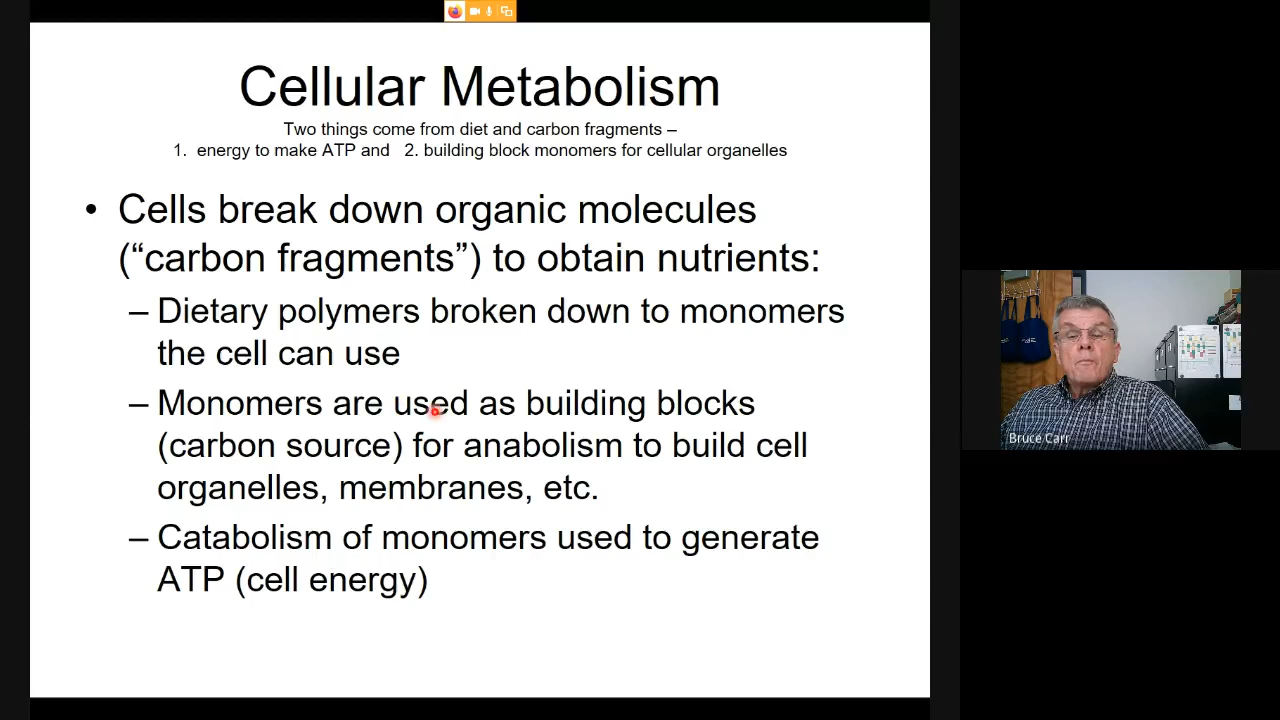 Cellular Metabolism
Two things come from diet and carbon fragments –
1. energy to make ATP and 2. building block monomers for cellular organelles
• Cells break down organic molecules
(“carbon fragments”) to obtain nutrients:
– Dietary polymers broken down to monomers
the cell can use
– Monomers are used as building blocks
(carbon source) for anabolism to build cell
organelles, membranes, etc.
– Catabolism of monomers used to generate
ATP (cell energy)
Bruce Carr